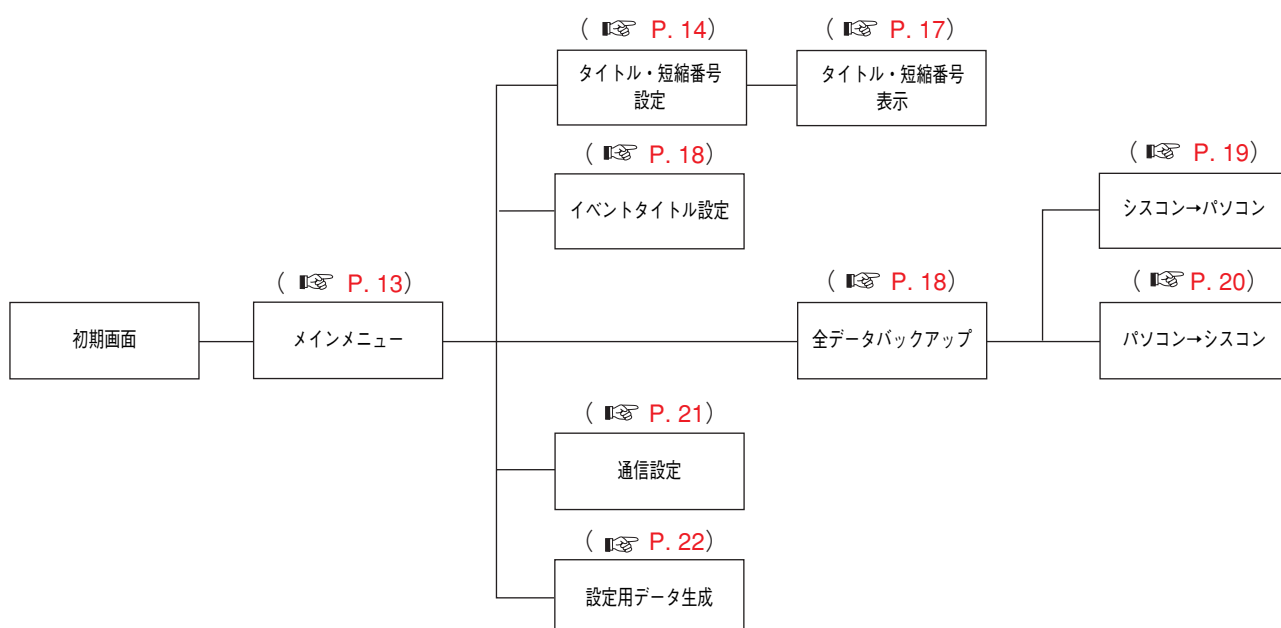 (☞ P. 14)
(☞ P. 17)
タイトル・短縮番号
設定
タイトル・短縮番号
表示
(☞ P. 18)
イベントタイトル設定
(☞ P. 19)
シスコン→パソコン
(☞ P. 13)
(☞ P. 18)
(☞ P. 20)
初期画面
メインメニュー
全データバックアップ
パソコン→シスコン
(☞ P. 21)
通信設定
(☞ P. 22)
設定用データ生成